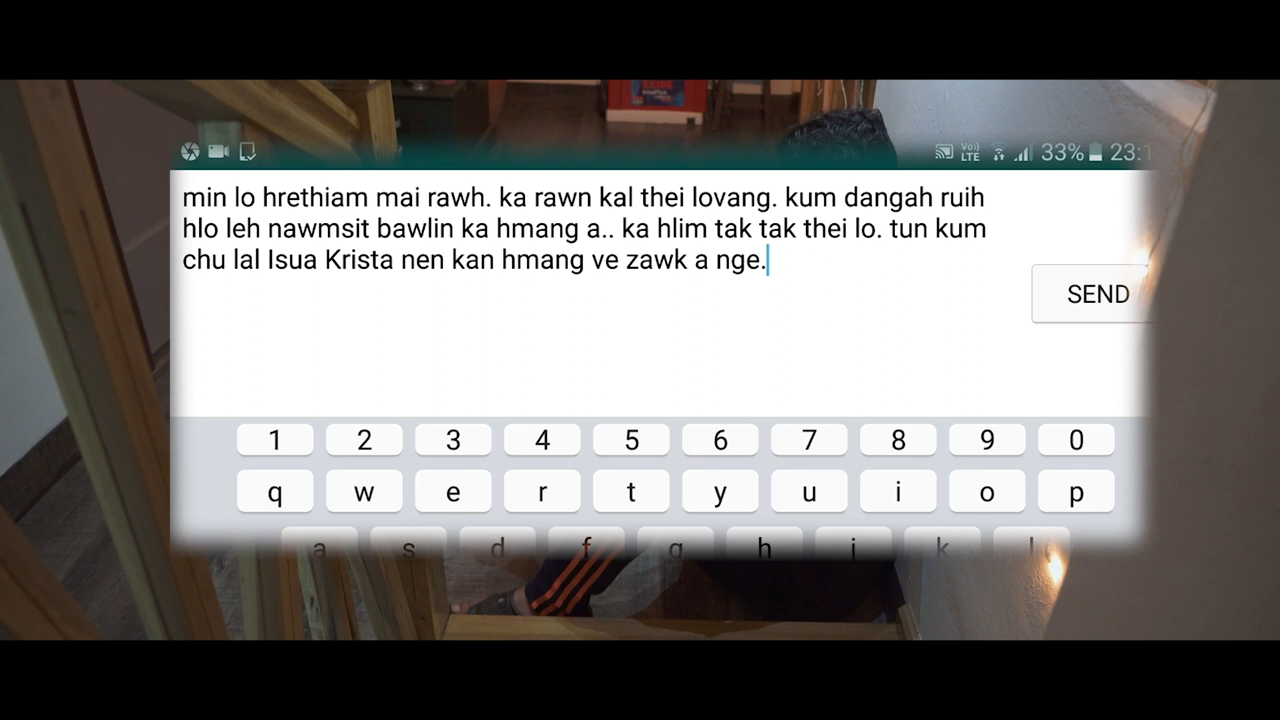 33% 23:1
min lo hrethiam mai rawh. ka rawn kal thei lovang. kum dangah ruih
hlo leh nawmsit bawlin ka hmang a.. ka hlim tak tak thei lo. tun kum
chu lal Isua Krista nen kan hmang ve zawk a nge.
SEND
1 2 3 4 5 6 7 8 9 0
q w e r t y u i o p
a s d f g h j k l